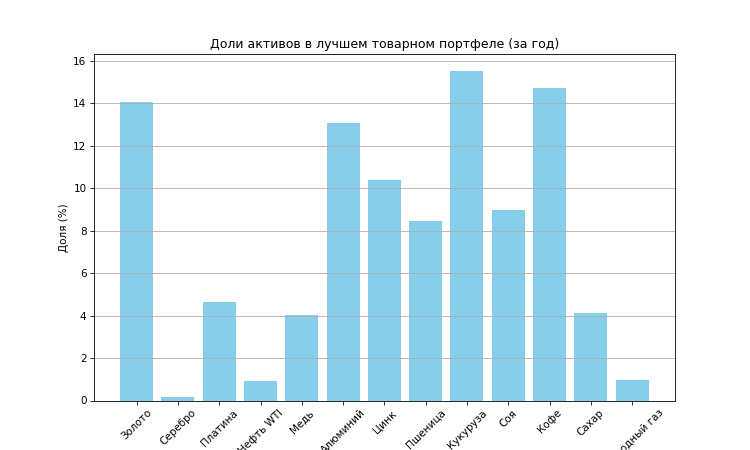 Доли активов в лучшем товарном портфеле (за год)
Доля (%)
16
14
12
10
8
6
4
2
0
Золото
Серебро
Платина
Нефть WTI
Медь
Алюминий
Цинк
Пшеница
Кукуруза
Соя
Кофе
Сахар
газ